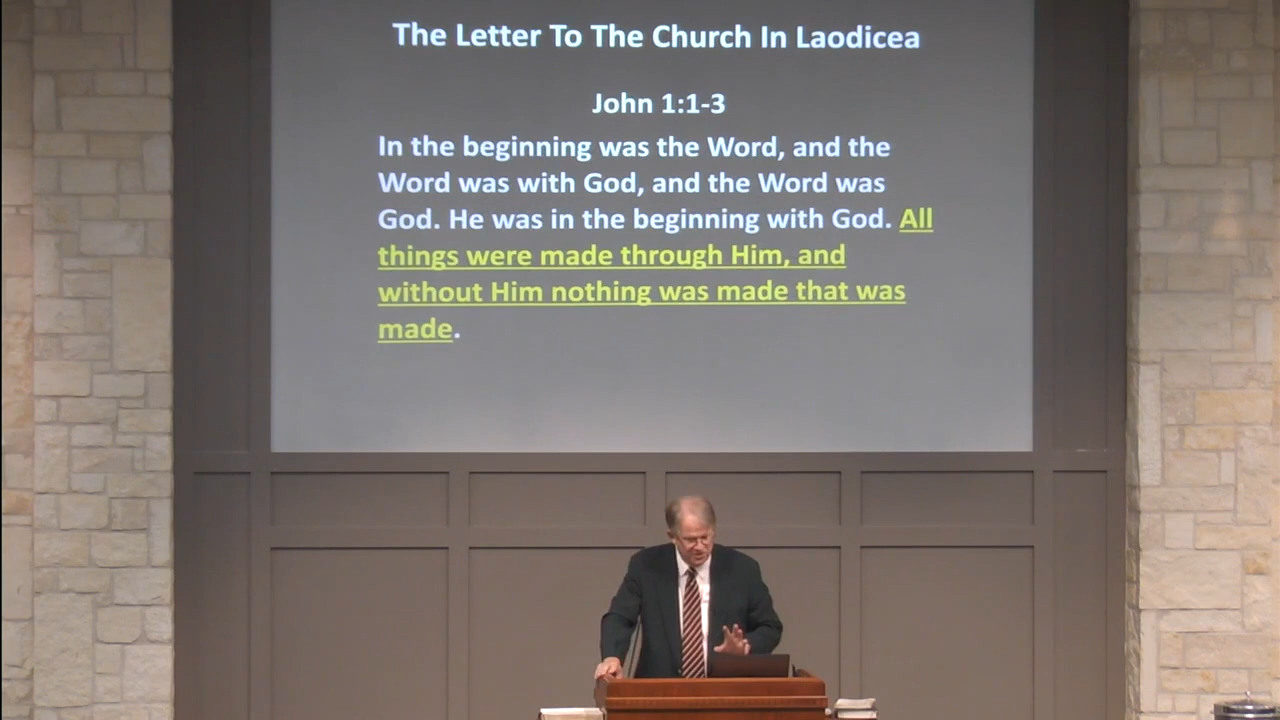 The Letter To The Church In Laodicea
John 1:1-3
In the beginning was the Word, and the
Word was with God, and the Word was
God. He was in the beginning with God. All
things were made through Him, and
without Him nothing was made that was
made.